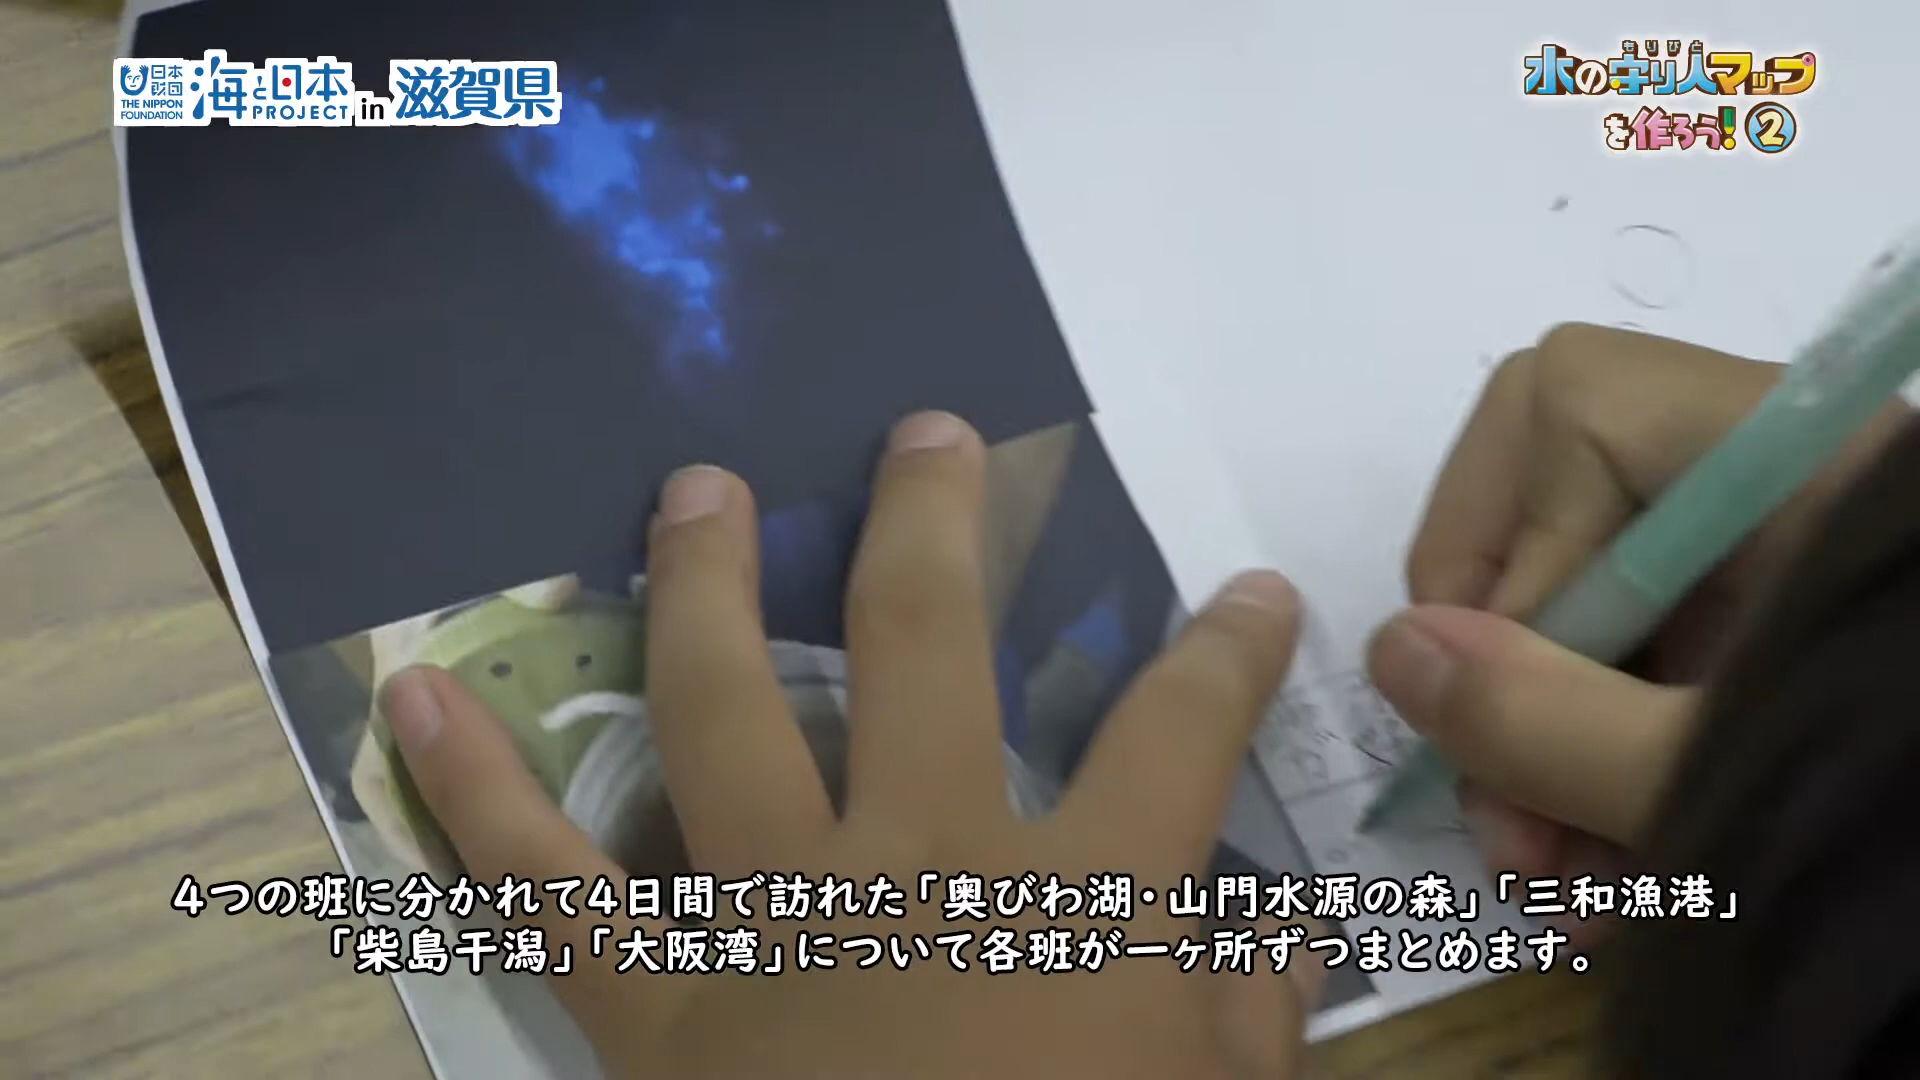 日本財団
THE NIPPON
FOUNDATION
海と日本
PROJECT
in 滋賀県
もりびと
水の守り人マップ
を作ろう!②
4つの班に分かれて4日間で訪れた「奥びわ湖・山門水源の森」「三和漁港」
「柴島干潟」「大阪湾」について各班が一ヶ所ずつまとめます。